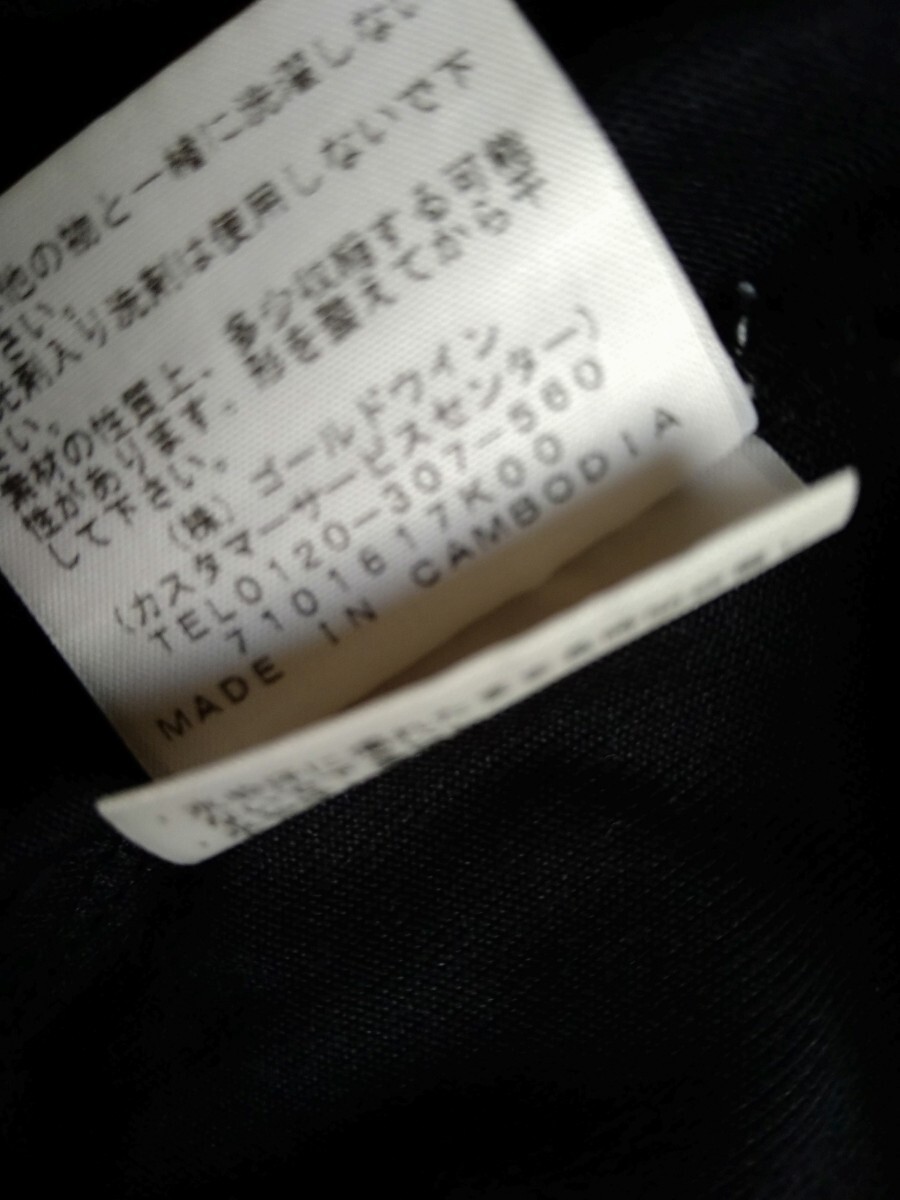 他の物と一緒に洗濯しない
さい。
剤入り洗剤は使用しないで下
い。
素材の性質上、多少収縮する可能
性があります。形を整えてから干
して下さい。
(株) ゴールドウイン
(カスタマーサービスセンター)
TEL0120-307-560
7101617K00
MADE IN CAMBODIA